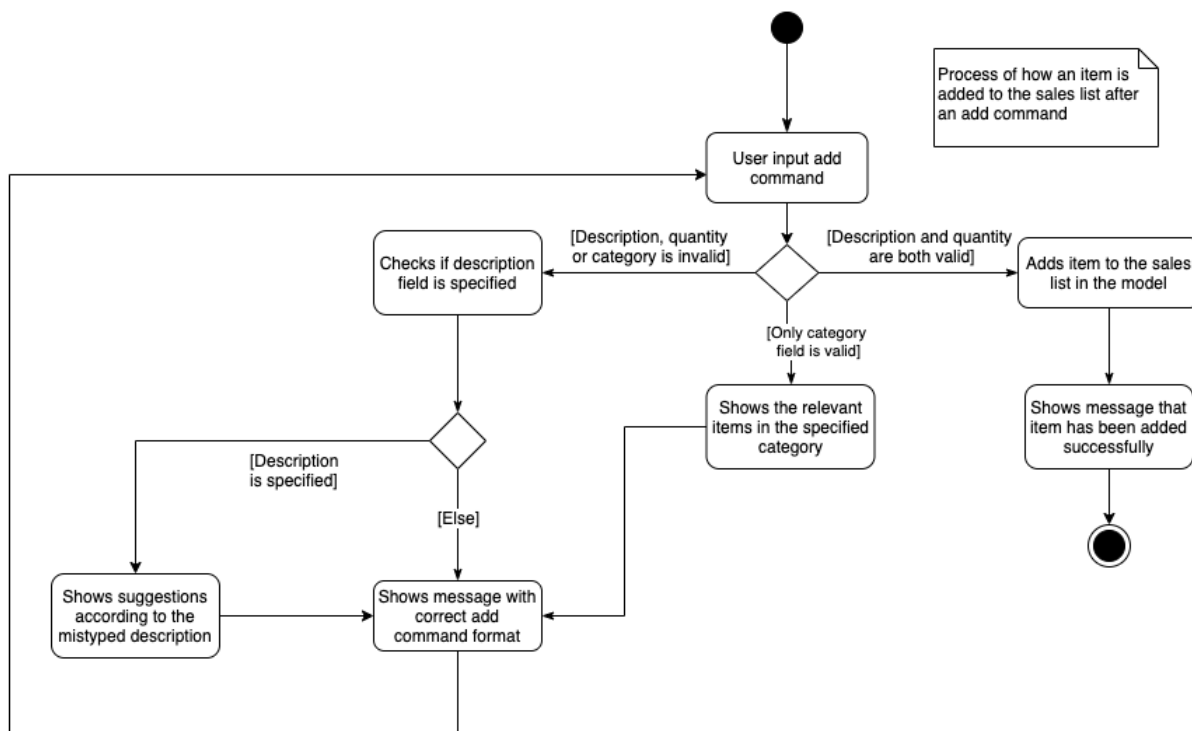 Process of how an item is
added to the sales list after
an add command
User input add
command
[Description, quantity
or category is invalid]
[Description and quantity
are both valid]
Checks if description
field is specified
Adds item to the sales
list in the model
[Only category
field is valid]
Shows the relevant
items in the specified
category
Shows message that
item has been added
successfully
[Description
is specified]
[Else]
Shows suggestions
according to the
mistyped description
Shows message with
correct add
command format